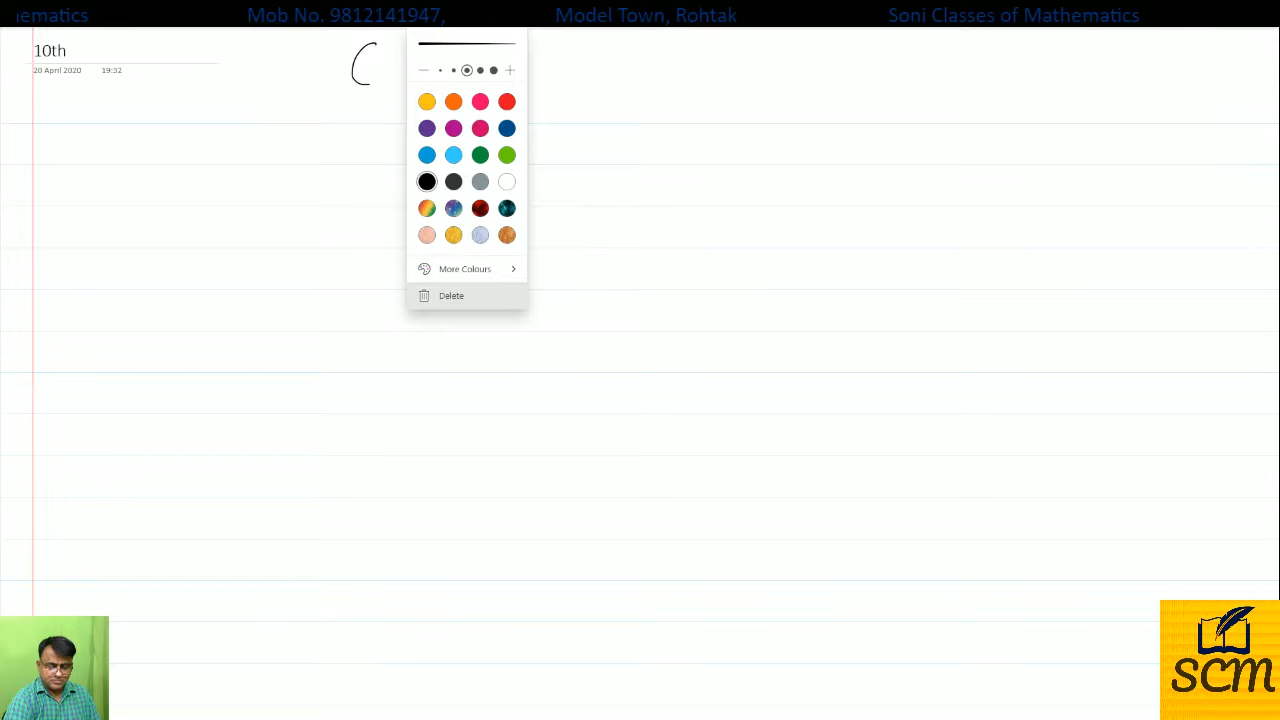 ematics Mob No. 9812141947, Model Town, Rohtak Soni Classes of Mathematics
10th
20 April 2020 19:32
C
More Colours
Delete
SCM